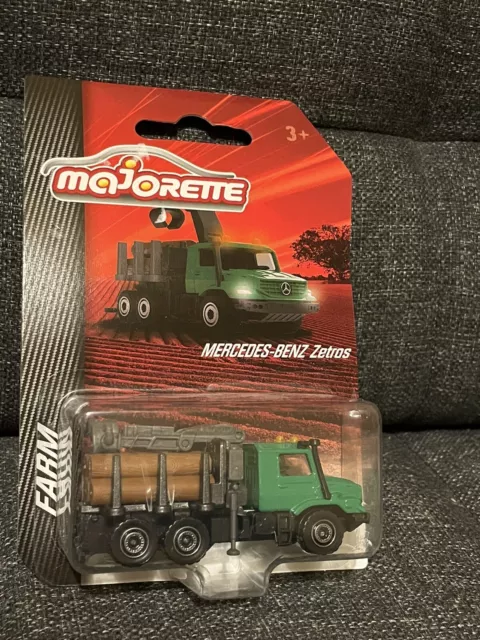 3+
majorette
MERCEDES-BENZ Zetros
FARM